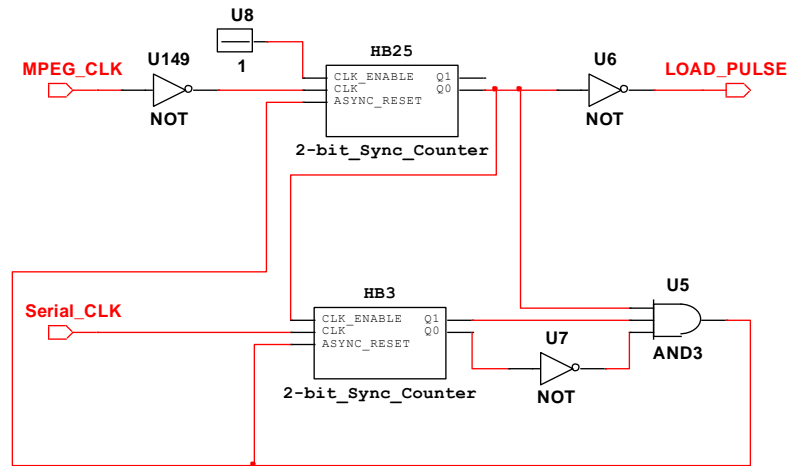 U8
1
MPEG_CLK
U149
NOT
HB25
CLK_ENABLE Q1
CLK Q0
ASYNC_RESET
2-bit_Sync_Counter
U6
NOT
LOAD_PULSE
Serial_CLK
HB3
CLK_ENABLE Q1
CLK Q0
ASYNC_RESET
2-bit_Sync_Counter
U7
NOT
U5
AND3